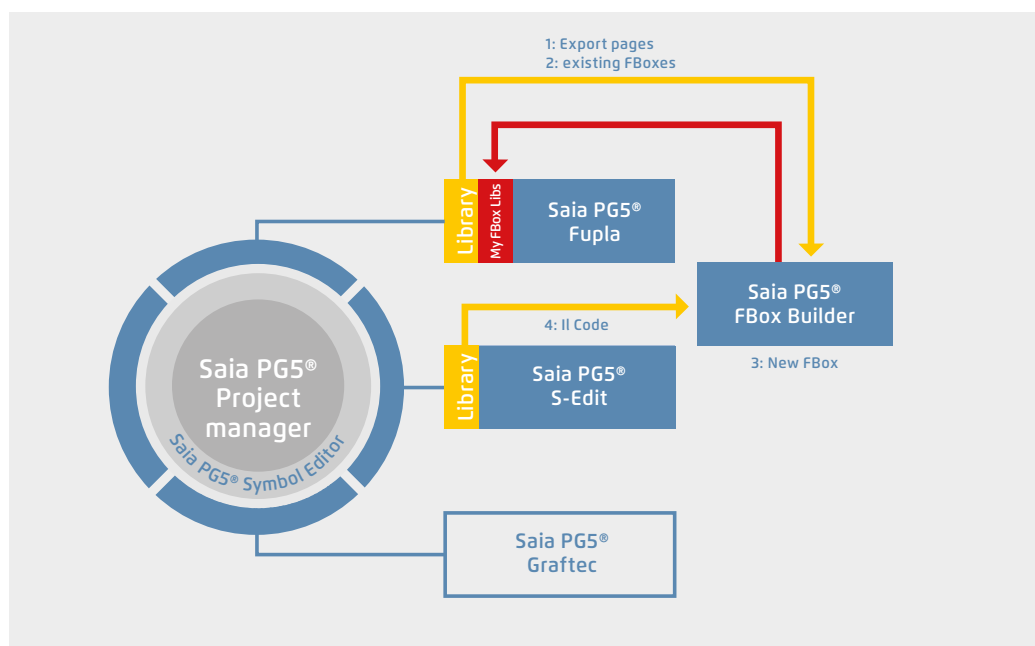 1: Export pages
2: existing FBoxes
Library
My FBox Libs
Saia PG5®
Fupla
Saia PG5®
FBox Builder
3: New FBox
4: Il Code
Library
Saia PG5®
S-Edit
Saia PG5®
Project
manager
Saia PG5® Symbol Editor
Saia PG5®
Graftec